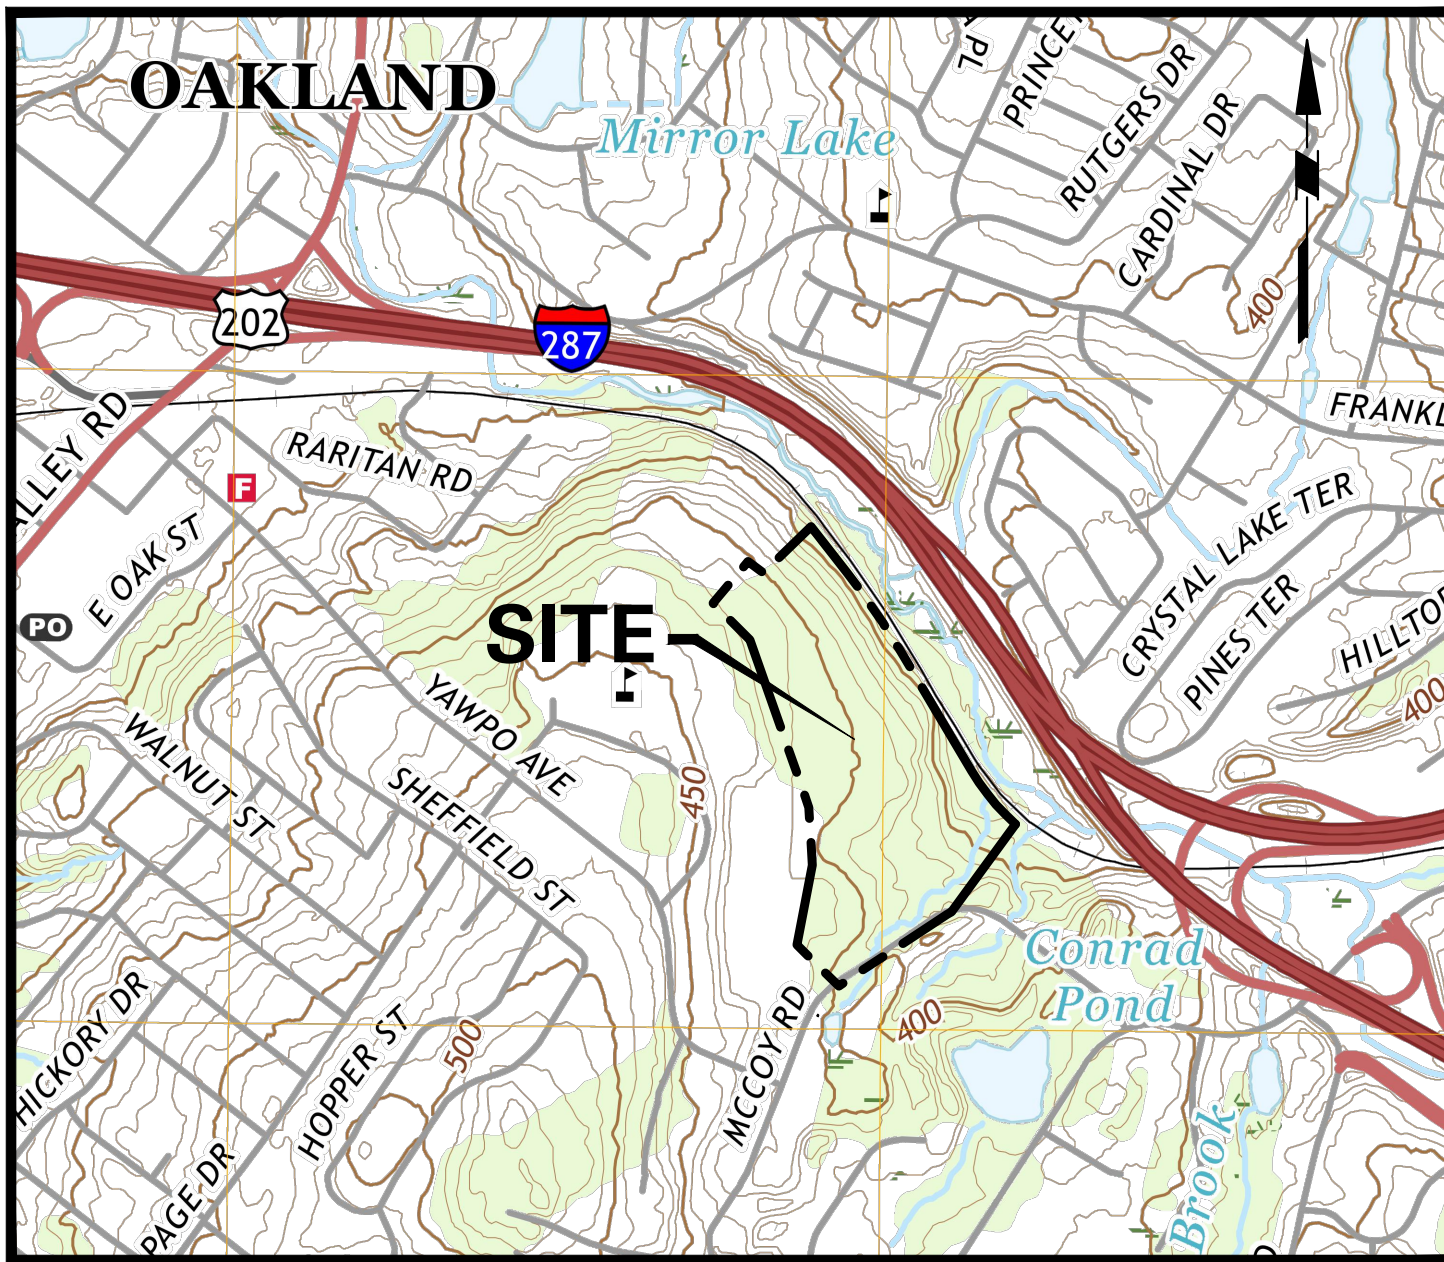 OAKLAND
Mirror Lake
PL
PRINCE
RUTGERS DR
CARDINAL DR
400
202
287
FRANKL
ALLEY RD
RARITAN RD
F
E OAK ST
PO
SITE
CRYSTAL LAKE TER
PINES TER
HILLTO
400
YAWPO AVE
WALNUT ST
SHEFFIELD ST
450
Conrad
Pond
HICKORY DR
HOPPER ST
500
MCCOY RD
400
PAGE DR
Brook